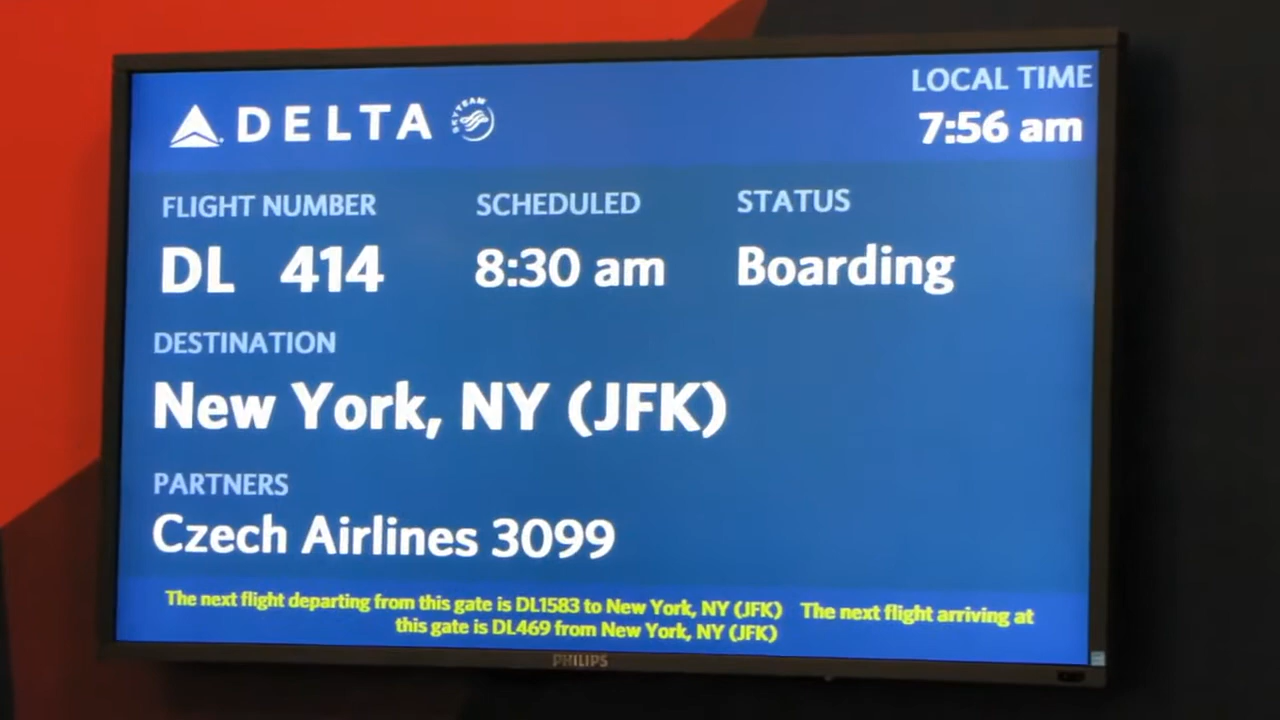 DELTA SKYTEAM
LOCAL TIME
7:56 am
FLIGHT NUMBER SCHEDULED STATUS
DL 414 8:30 am Boarding
DESTINATION
New York, NY (JFK)
PARTNERS
Czech Airlines 3099
The next flight departing from this gate is DL1583 to New York, NY (JFK) The next flight arriving at
this gate is DL469 from New York, NY (JFK)
PHILIPS